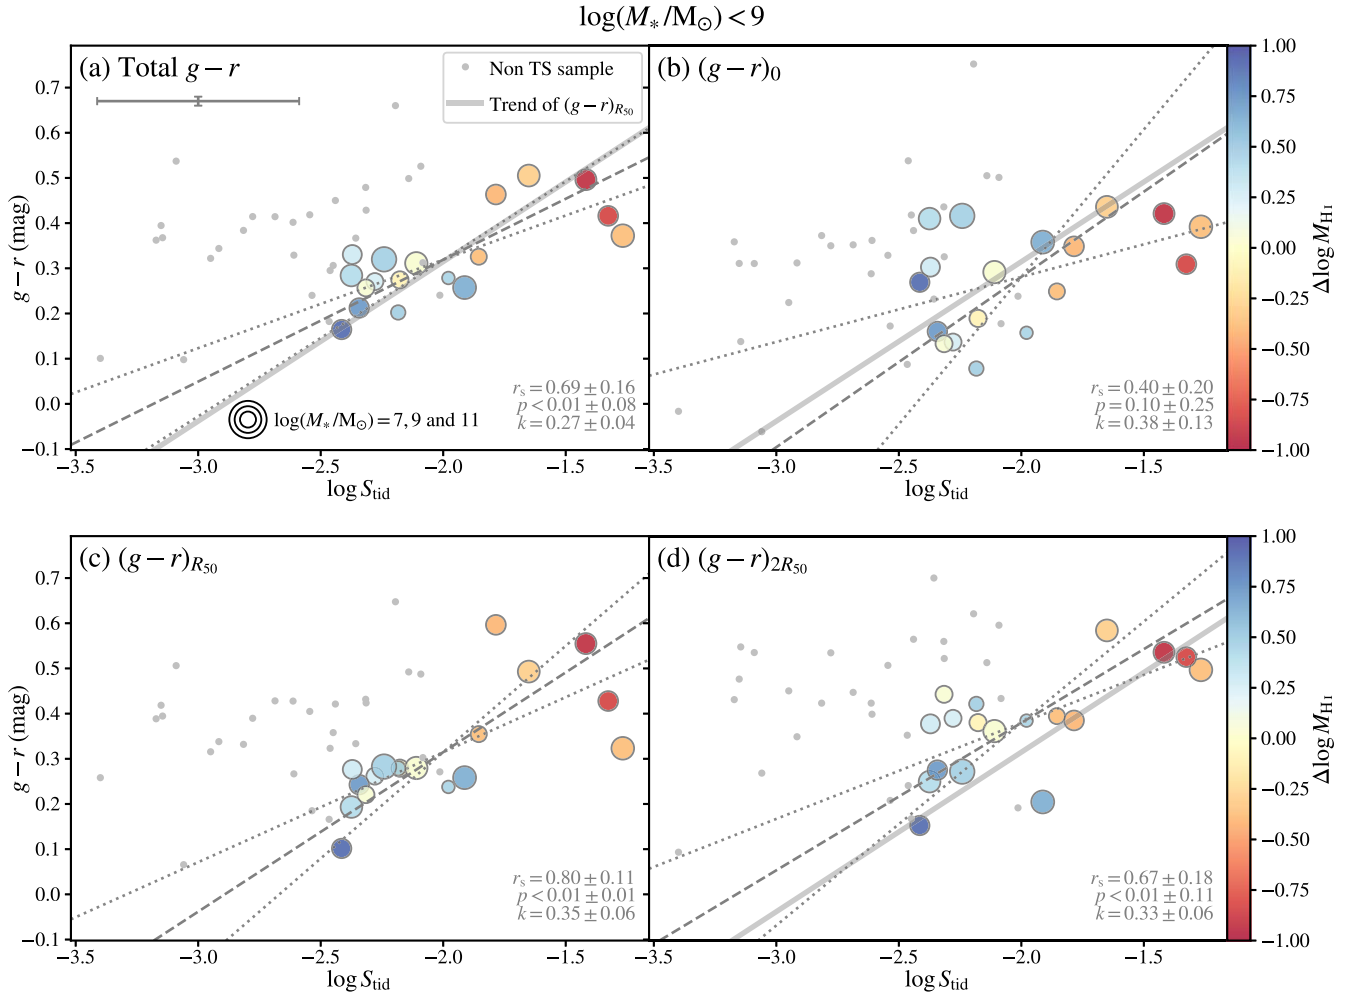 log(M*/M⊙) < 9
(a) Total g − r
Non TS sample
Trend of (g−r)R50
log(M*/M⊙) = 7, 9 and 11
rs = 0.69 ± 0.16
p < 0.01 ± 0.08
k = 0.27 ± 0.04
g − r (mag)
0.7
0.6
0.5
0.4
0.3
0.2
0.1
0.0
−0.1
−3.5 −3.0 −2.5 −2.0 −1.5
log Stid
(b) (g − r)0
rs = 0.40 ± 0.20
p = 0.10 ± 0.25
k = 0.38 ± 0.13
−3.5 −3.0 −2.5 −2.0 −1.5
log Stid
1.00
0.75
0.50
0.25
0.00
−0.25
−0.50
−0.75
−1.00
Δlog MHI
(c) (g − r)R50
rs = 0.80 ± 0.11
p < 0.01 ± 0.01
k = 0.35 ± 0.06
g − r (mag)
0.7
0.6
0.5
0.4
0.3
0.2
0.1
0.0
−0.1
−3.5 −3.0 −2.5 −2.0 −1.5
log Stid
(d) (g − r)2R50
rs = 0.67 ± 0.18
p < 0.01 ± 0.11
k = 0.33 ± 0.06
−3.5 −3.0 −2.5 −2.0 −1.5
log Stid
1.00
0.75
0.50
0.25
0.00
−0.25
−0.50
−0.75
−1.00
Δlog MHI